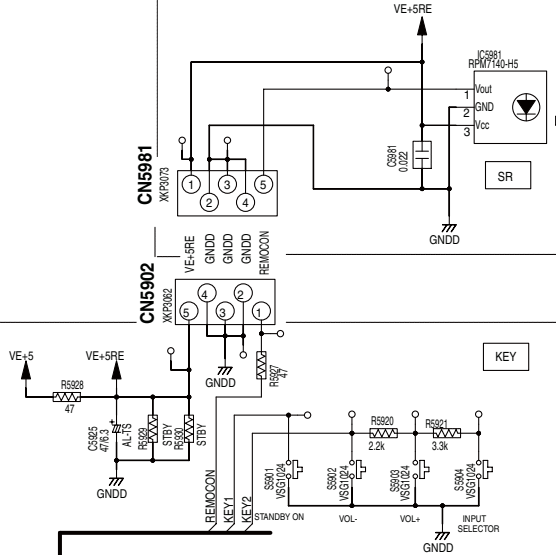 VE+5RE
IC5981
RPM7140-H5
Vout
1
GND
2
Vcc
3
C5981
0.022
SR
GNDD
CN5981
XKP3073
1
3
5
2
4
VE+5RE
GNDD
GNDD
REMOCON
CN5902
XKP3062
4
2
5
3
1
GNDD
R5927
47
KEY
VE+5
VE+5RE
R5928
47
C5925
47/6.3
+
AL-TS
R5929
STBY
R5930
STBY
GNDD
REMOCON
KEY1
KEY2
R5920
2.2k
R5921
3.3k
S5901
VSG1024
S5902
VSG1024
S5903
VSG1024
S5904
VSG1024
STANDBY ON
VOL-
VOL+
INPUT
SELECTOR
GNDD